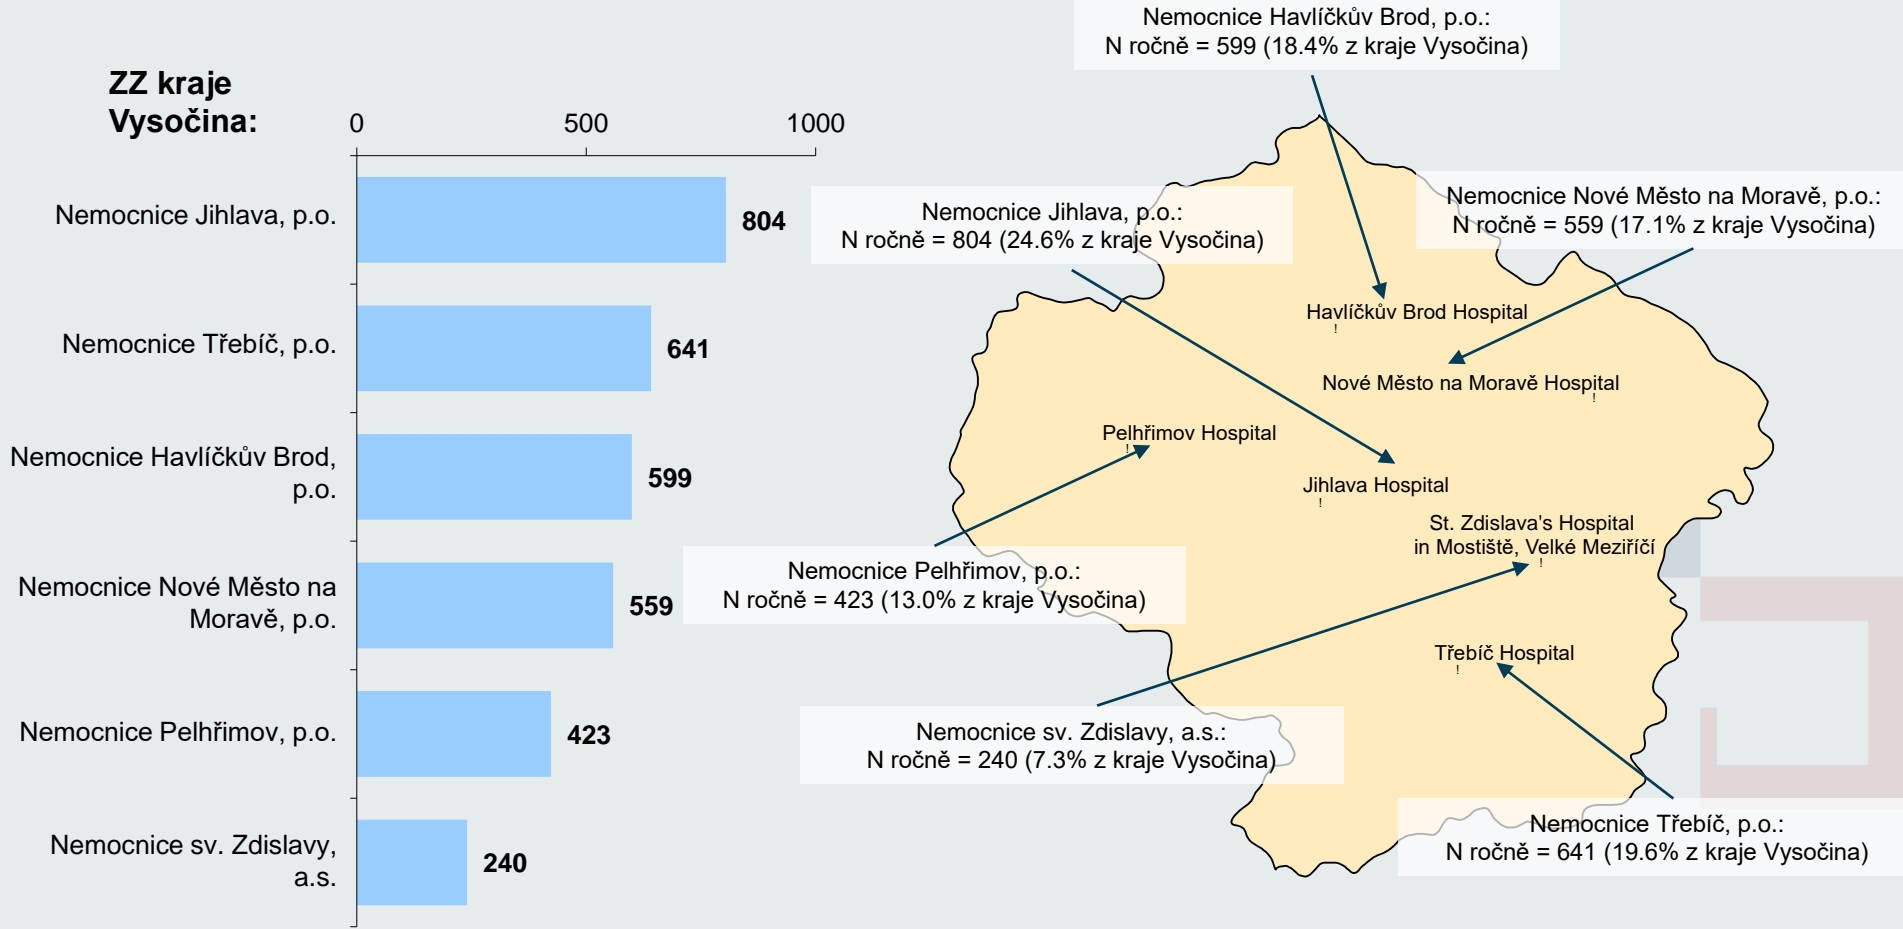 ZZ kraje
Vysočina:
0
500
1000
Nemocnice Jihlava, p.o.
804
Nemocnice Třebíč, p.o.
641
Nemocnice Havlíčkův Brod,
p.o.
599
Nemocnice Nové Město na
Moravě, p.o.
559
Nemocnice Pelhřimov, p.o.
423
Nemocnice sv. Zdislavy,
a.s.
240
Nemocnice Havlíčkův Brod, p.o.:
N ročně = 599 (18.4% z kraje Vysočina)
Nemocnice Jihlava, p.o.:
N ročně = 804 (24.6% z kraje Vysočina)
Nemocnice Nové Město na Moravě, p.o.:
N ročně = 559 (17.1% z kraje Vysočina)
Havlíčkův Brod Hospital
!
Nové Město na Moravě Hospital
!
Pelhřimov Hospital
!
Jihlava Hospital
!
St. Zdislava's Hospital
in Mostiště, Velké Meziříčí
!
Nemocnice Pelhřimov, p.o.:
N ročně = 423 (13.0% z kraje Vysočina)
Třebíč Hospital
!
Nemocnice sv. Zdislavy, a.s.:
N ročně = 240 (7.3% z kraje Vysočina)
Nemocnice Třebíč, p.o.:
N ročně = 641 (19.6% z kraje Vysočina)